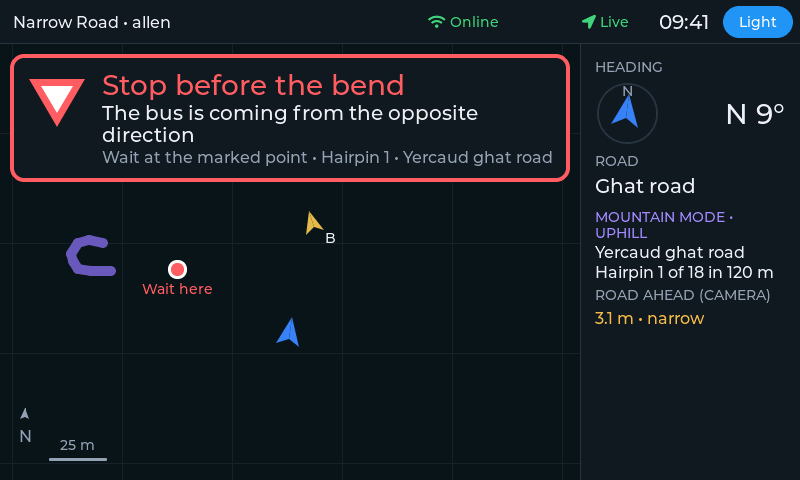 Narrow Road • allen
Online
Live
09:41
Light
Stop before the bend
The bus is coming from the opposite
direction
Wait at the marked point • Hairpin 1 • Yercaud ghat road
B
Wait here
N
25 m
HEADING
N
N 9°
ROAD
Ghat road
MOUNTAIN MODE •
UPHILL
Yercaud ghat road
Hairpin 1 of 18 in 120 m
ROAD AHEAD (CAMERA)
3.1 m • narrow